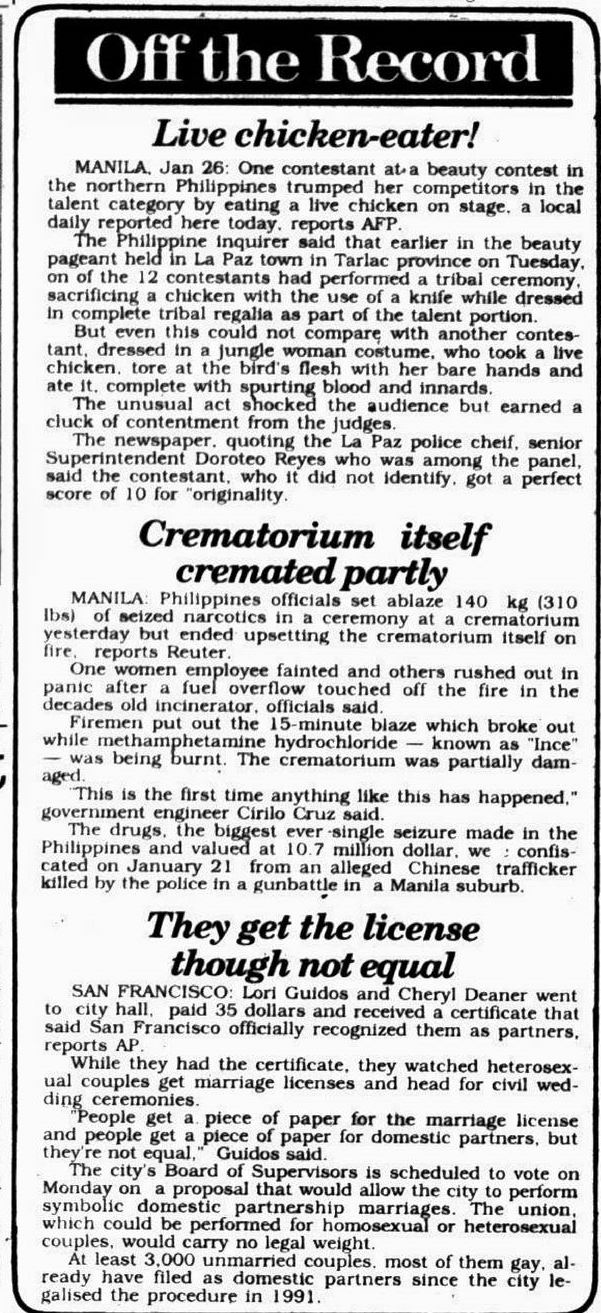 Off the Record
Live chicken-eater!
MANILA, Jan 26: One contestant at a beauty contest in
the northern Philippines trumped her competitors in the
talent category by eating a live chicken on stage, a local
daily reported here today, reports AFP.
The Philippine Inquirer said that earlier in the beauty
pageant held in La Paz town in Tarlac province on Tuesday,
on of the 12 contestants had performed a tribal ceremony,
sacrificing a chicken with the use of a knife while dressed
in complete tribal regalia as part of the talent portion.
But even this could not compare with another contes-
tant, dressed in a jungle woman costume, who took a live
chicken, tore at the bird's flesh with her bare hands and
ate it, complete with spurting blood and innards.
The unusual act shocked the audience but earned a
cluck of contentment from the judges.
The newspaper, quoting the La Paz police cheif, senior
Superintendent Doroteo Reyes who was among the panel,
said the contestant, who it did not identify, got a perfect
score of 10 for "originality.
Crematorium itself
cremated partly
MANILA: Philippines officials set ablaze 140 kg (310
lbs) of seized narcotics in a ceremony at a crematorium
yesterday but ended upsetting the crematorium itself on
fire, reports Reuter.
One women employee fainted and others rushed out in
panic after a fuel overflow touched off the fire in the
decades old incinerator, officials said.
Firemen put out the 15-minute blaze which broke out
while methamphetamine hydrochloride — known as "Ince"
— was being burnt. The crematorium was partially dam-
aged.
"This is the first time anything like this has happened,"
government engineer Cirilo Cruz said.
The drugs, the biggest ever single seizure made in the
Philippines and valued at 10.7 million dollar, we : confis-
cated on January 21 from an alleged Chinese trafficker
killed by the police in a gunbattle in a Manila suburb.
They get the license
though not equal
SAN FRANCISCO: Lori Guidos and Cheryl Deaner went
to city hall, paid 35 dollars and received a certificate that
said San Francisco officially recognized them as partners,
reports AP.
While they had the certificate, they watched heterosex-
ual couples get marriage licenses and head for civil wed-
ding ceremonies.
"People get a piece of paper for the marriage license
and people get a piece of paper for domestic partners, but
they're not equal," Guidos said.
The city's Board of Supervisors is scheduled to vote on
Monday on a proposal that would allow the city to perform
symbolic domestic partnership marriages. The union,
which could be performed for homosexual or heterosexual
couples, would carry no legal weight.
At least 3,000 unmarried couples, most of them gay, al-
ready have filed as domestic partners since the city le-
galised the procedure in 1991.